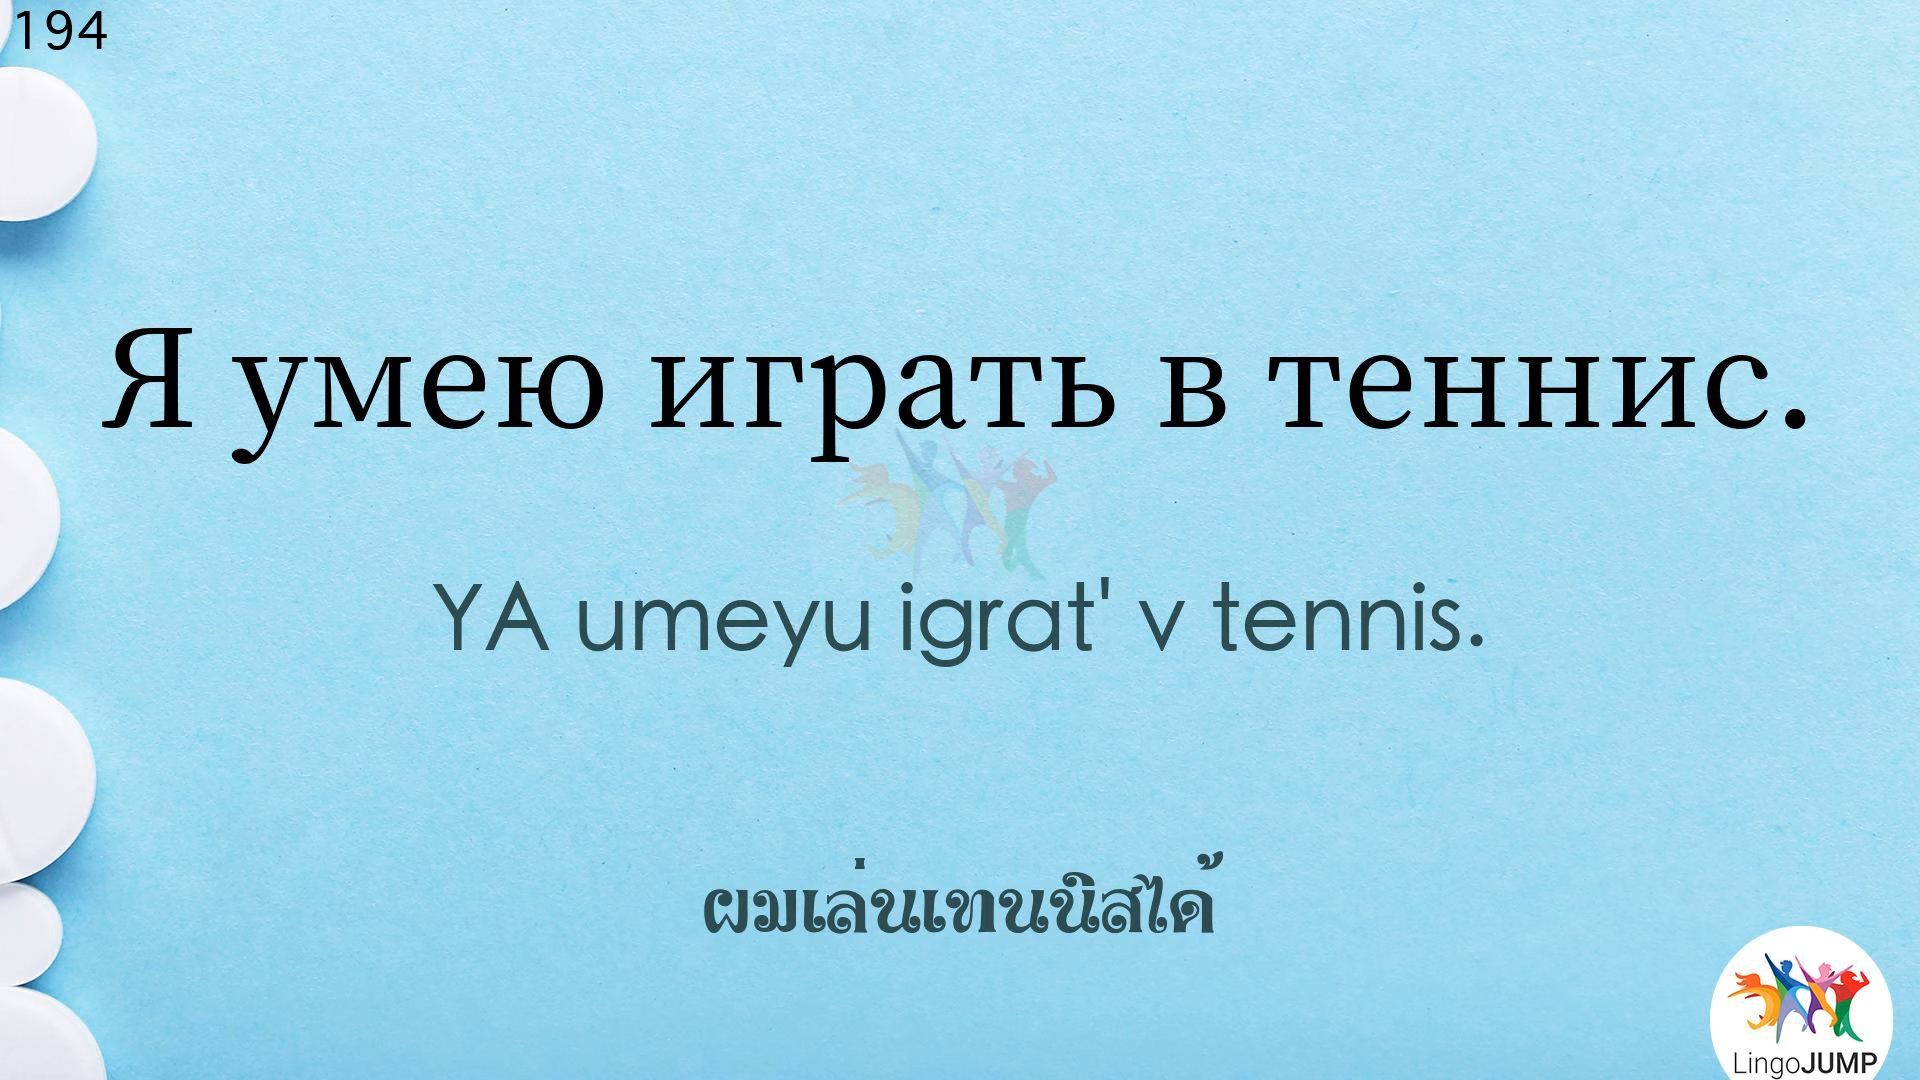 194
Я умею играть в теннис.
YA umeyu igrat' v tennis.
ผมเล่นเทนนิสได้
LingoJUMP